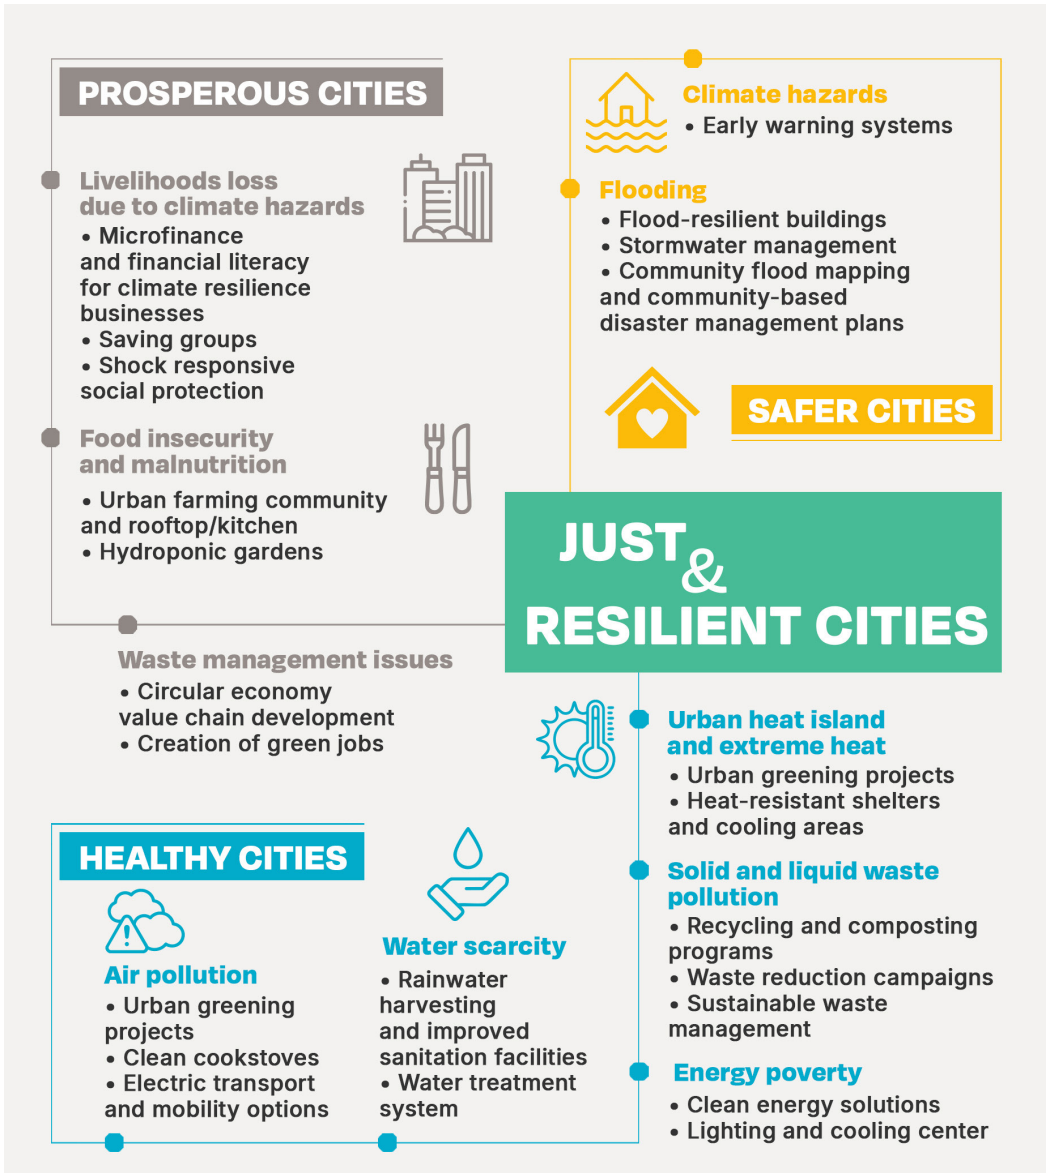 PROSPEROUS CITIES
Livelihoods loss
due to climate hazards
• Microfinance
and financial literacy
for climate resilience
businesses
• Saving groups
• Shock responsive
social protection
Food insecurity
and malnutrition
• Urban farming community
and rooftop/kitchen
• Hydroponic gardens
Waste management issues
• Circular economy
value chain development
• Creation of green jobs
Climate hazards
• Early warning systems
Flooding
• Flood-resilient buildings
• Stormwater management
• Community flood mapping
and community-based
disaster management plans
SAFER CITIES
JUST
&
RESILIENT CITIES
HEALTHY CITIES
Air pollution
• Urban greening
projects
• Clean cookstoves
• Electric transport
and mobility options
Water scarcity
• Rainwater
harvesting
and improved
sanitation facilities
• Water treatment
system
Urban heat island
and extreme heat
• Urban greening projects
• Heat-resistant shelters
and cooling areas
Solid and liquid waste
pollution
• Recycling and composting
programs
• Waste reduction campaigns
• Sustainable waste
management
Energy poverty
• Clean energy solutions
• Lighting and cooling center